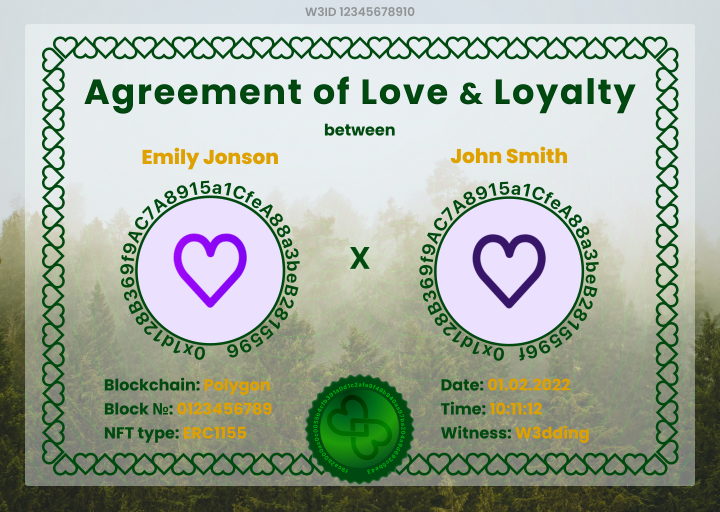 W3ID 12345678910
Agreement of Love & Loyalty
between
Emily Jonson
John Smith
0x1d128B369f9AC7A8915a1CfeA88a3beB2815596
X
0x1d128B369f9AC7A8915a1CfeA88a3beB2815596f
Blockchain: Polygon
Block №: 0123456789
NFT type: ERC1155
Date: 01.02.2022
Time: 10:11:12
Witness: W3dding